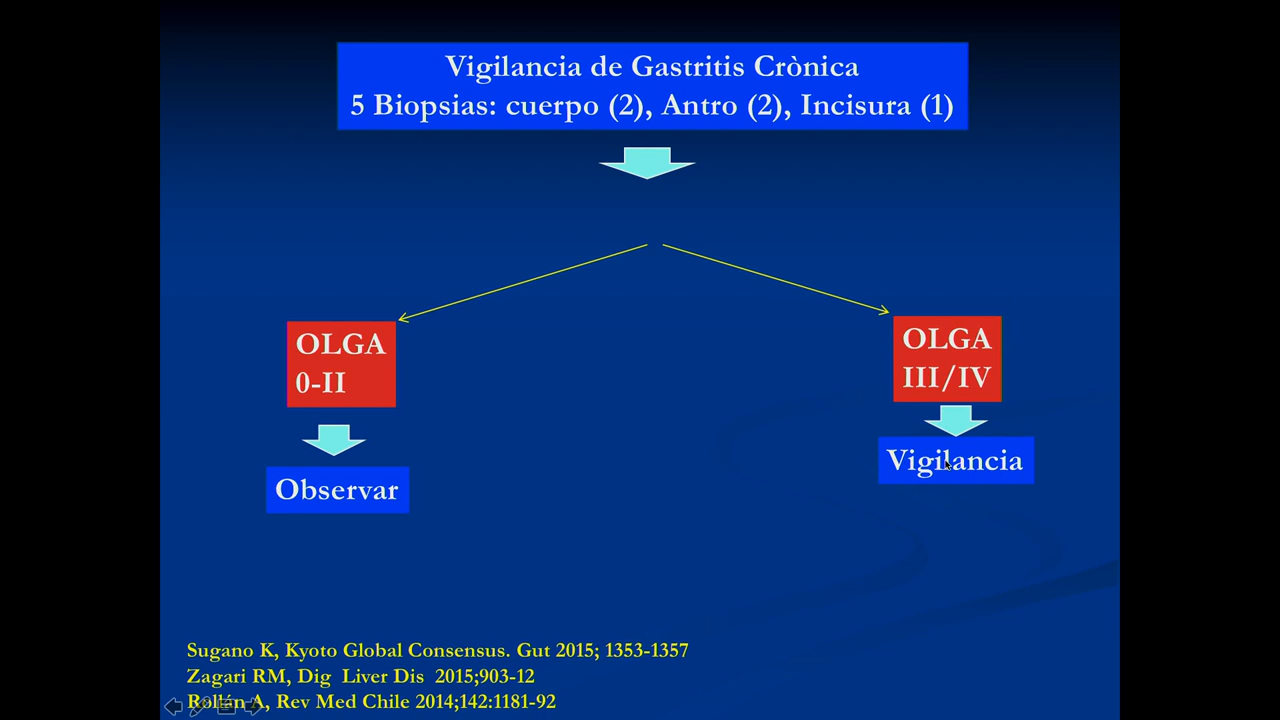 Vigilancia de Gastritis Crònica
5 Biopsias: cuerpo (2), Antro (2), Incisura (1)
OLGA
0-II
OLGA
III/IV
Observar
Vigilancia
Sugano K, Kyoto Global Consensus. Gut 2015; 1353-1357
Zagari RM, Dig Liver Dis 2015;903-12
Rollán A, Rev Med Chile 2014;142:1181-92